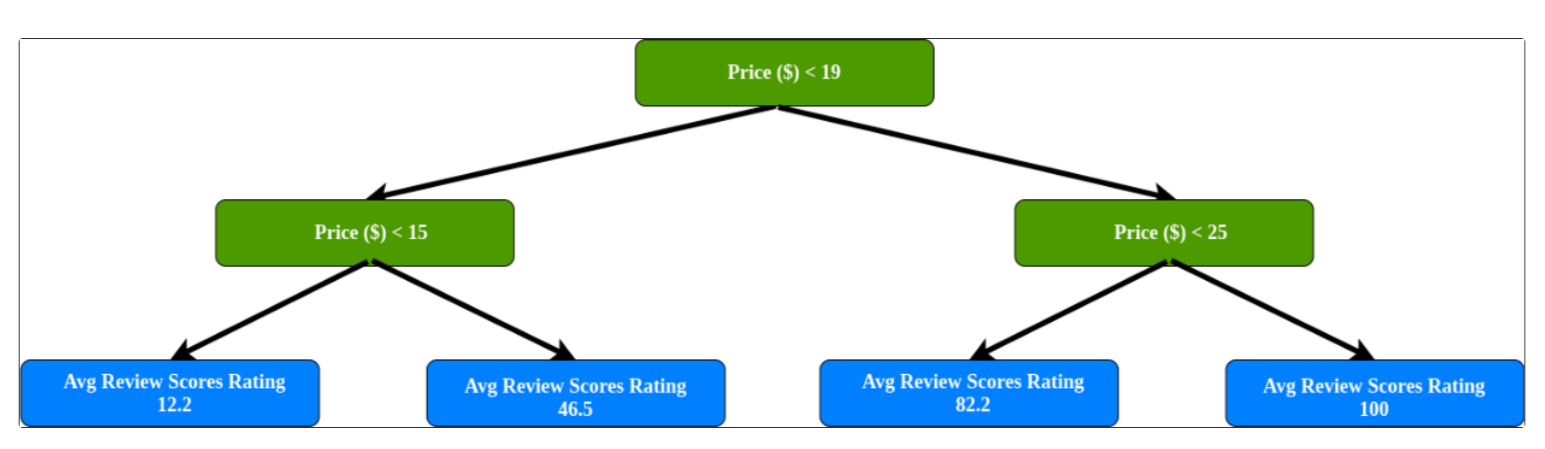 Price ($) < 19
Price ($) < 15
Price ($) < 25
Avg Review Scores Rating
12.2
Avg Review Scores Rating
46.5
Avg Review Scores Rating
82.2
Avg Review Scores Rating
100